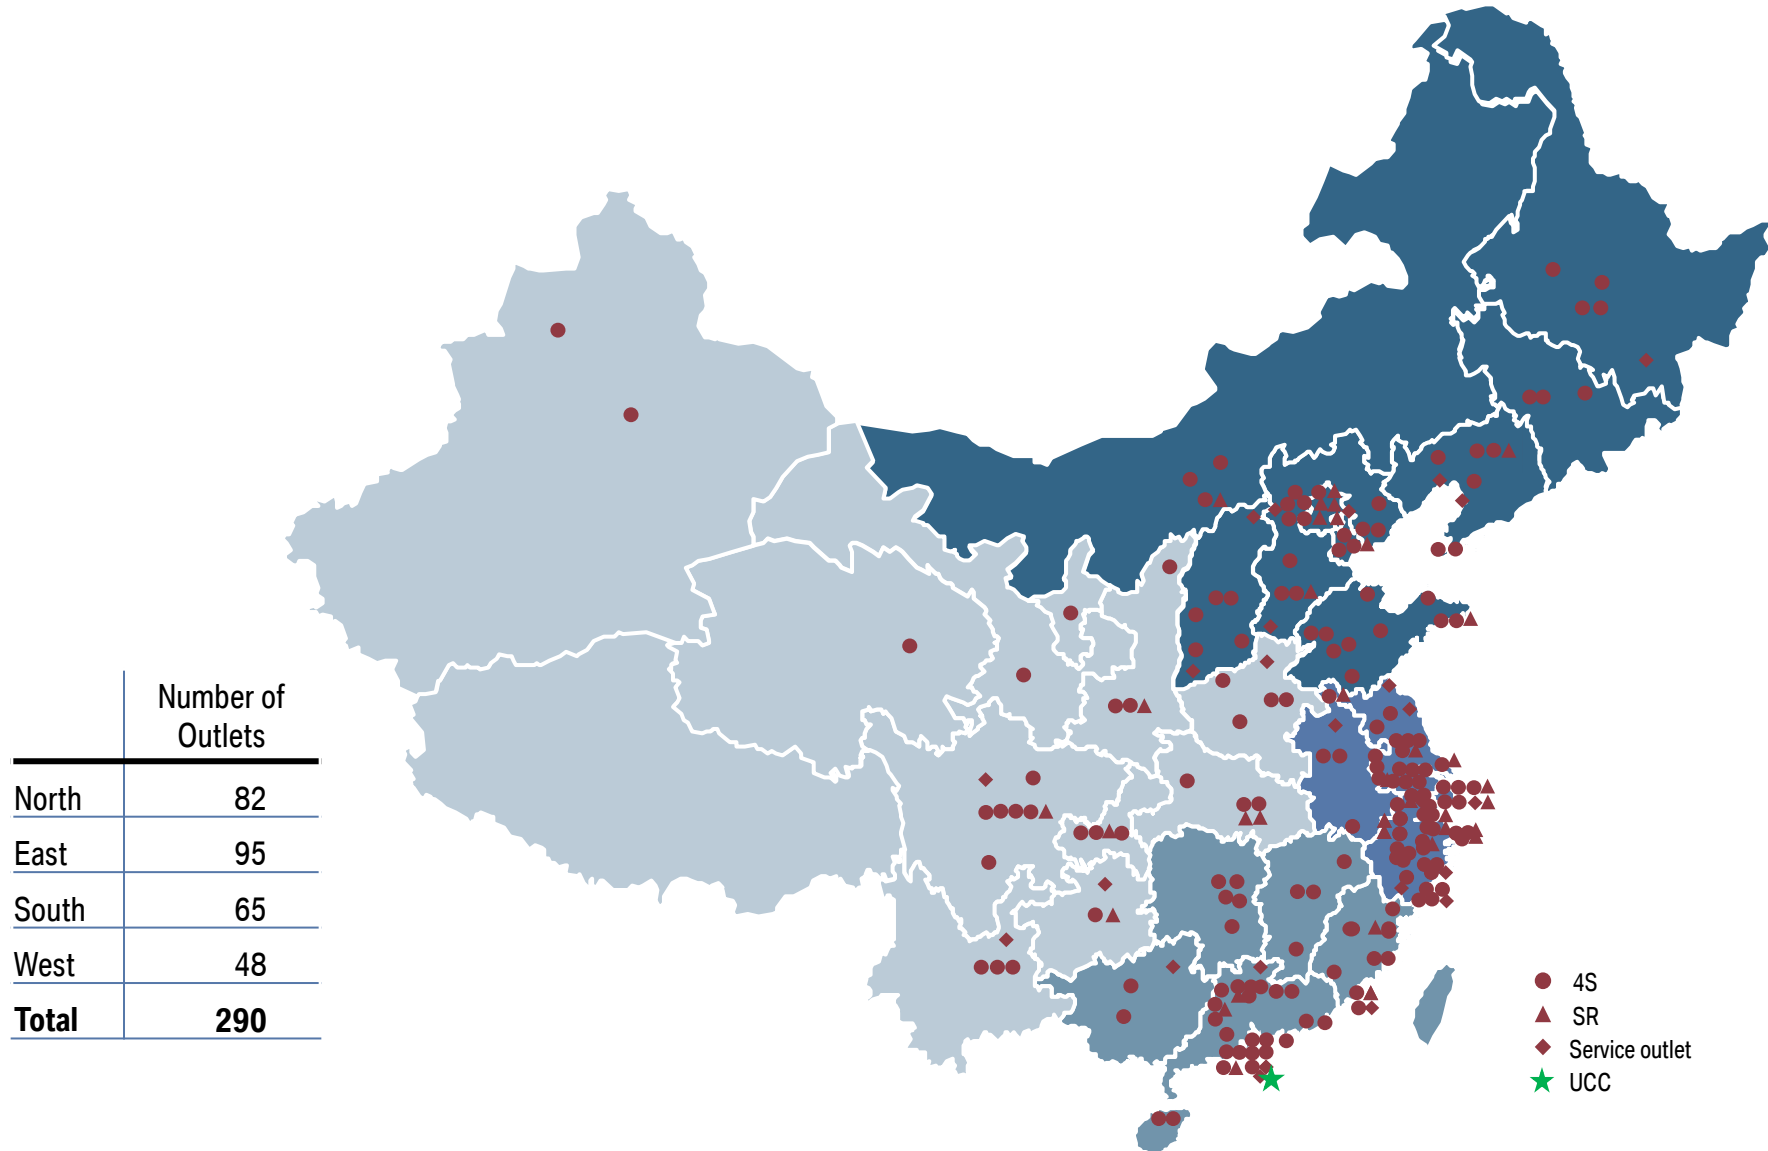 Number of
Outlets
North 82
East 95
South 65
West 48
Total 290
4S
SR
Service outlet
UCC